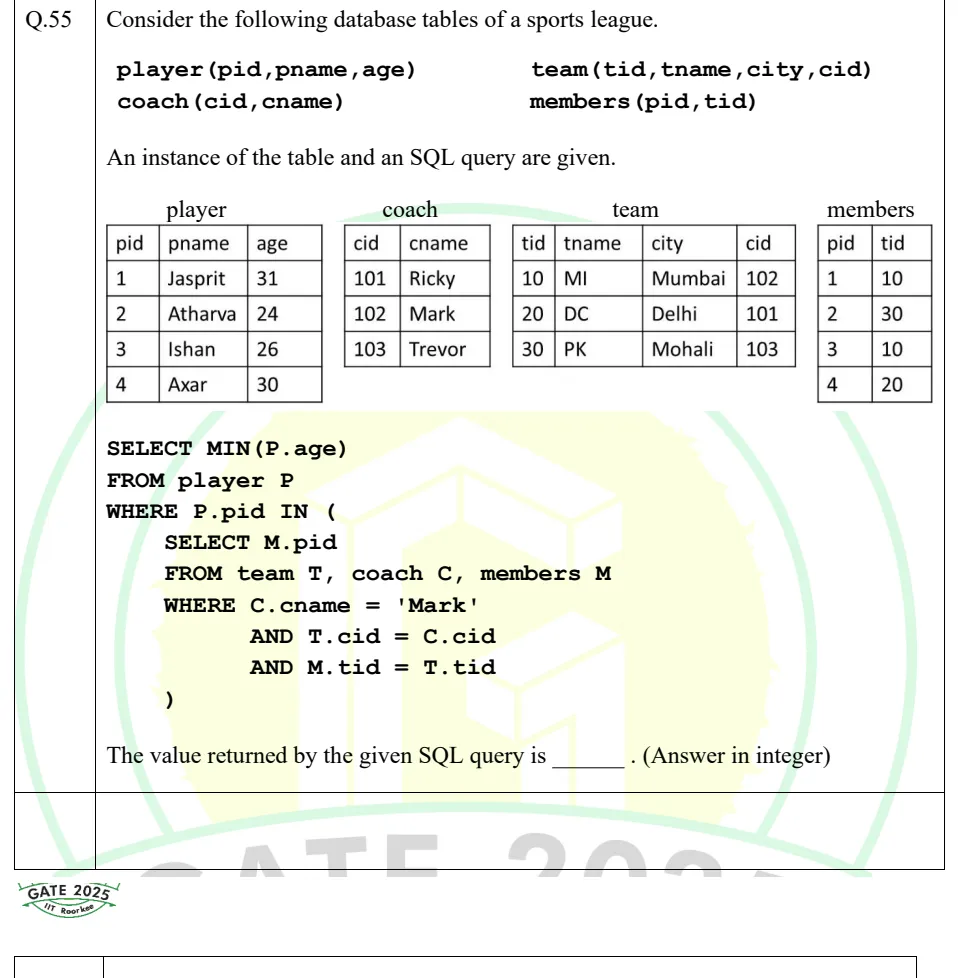 Q.55 Consider the following database tables of a sports league.
player(pid,pname,age) team(tid,tname,city,cid)
coach(cid,cname) members(pid,tid)
An instance of the table and an SQL query are given.
player coach team members
pid pname age cid cname tid tname city cid pid tid
1 Jasprit 31 101 Ricky 10 MI Mumbai 102 1 10
2 Atharva 24 102 Mark 20 DC Delhi 101 2 30
3 Ishan 26 103 Trevor 30 PK Mohali 103 3 10
4 Axar 30 4 20
SELECT MIN(P.age)
FROM player P
WHERE P.pid IN (
SELECT M.pid
FROM team T, coach C, members M
WHERE C.cname = 'Mark'
AND T.cid = C.cid
AND M.tid = T.tid
)
The value returned by the given SQL query is ______ . (Answer in integer)
GATE 2025
IIT Roorkee